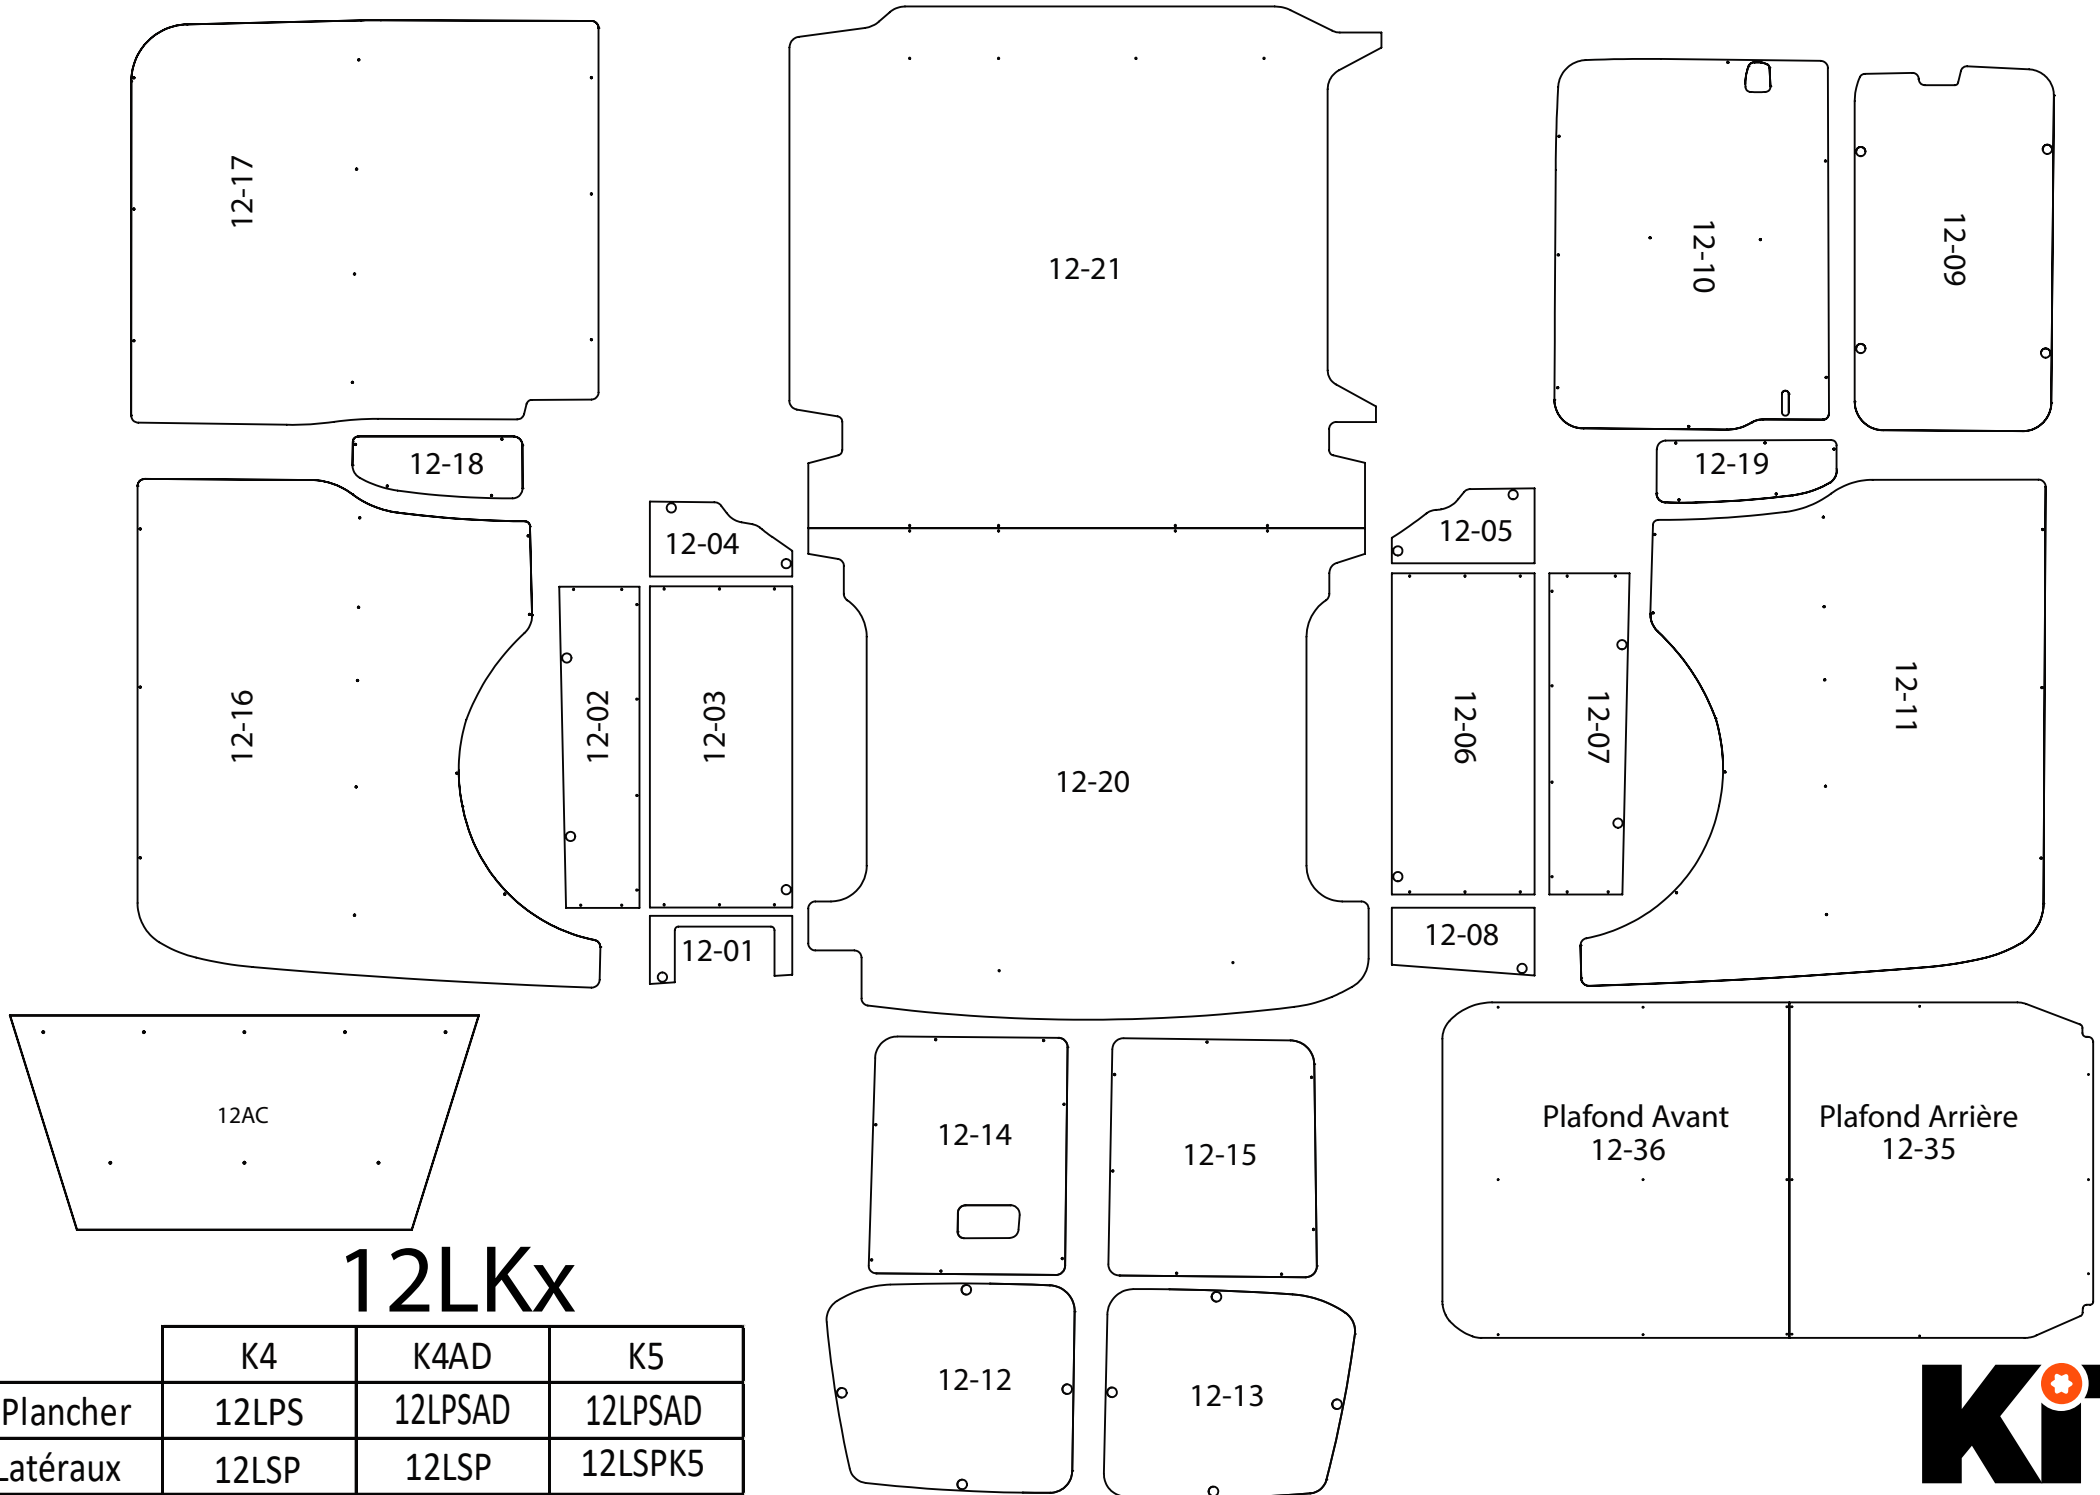 12-17
12-21
12-10
12-09
12-18
12-19
12-04
12-05
12-16
12-02
12-03
12-20
12-06
12-07
12-11
12-01
12-08
12AC
12-14
12-15
Plafond Avant
12-36
Plafond Arrière
12-35
12-12
12-13
12LKx
K4 K4AD K5
Plancher 12LPS 12LPSAD 12LPSAD
Latéraux 12LSP 12LSP 12LSPK5
KiT